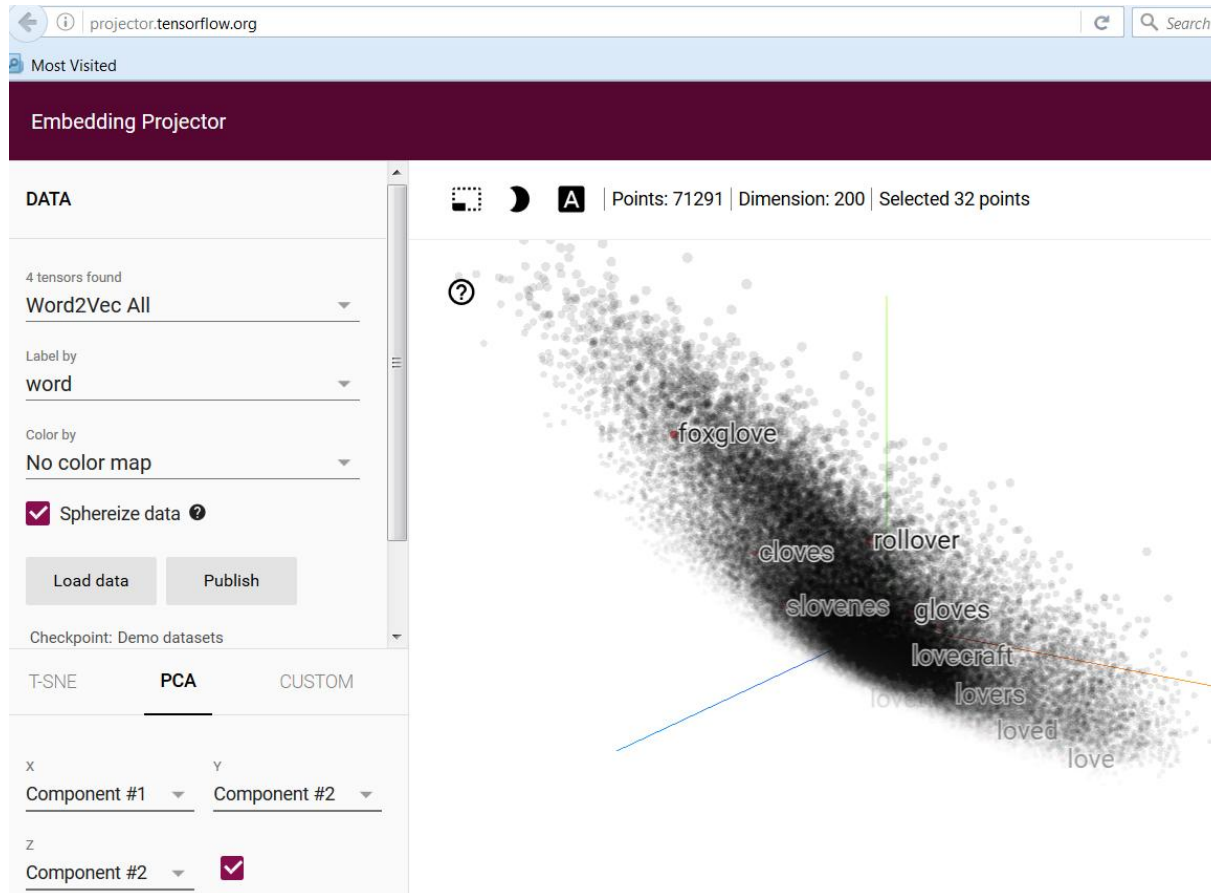 projector.tensorflow.org
Search
Most Visited
Embedding Projector
DATA
Points: 71291 | Dimension: 200 | Selected 32 points
4 tensors found
Word2Vec All
Label by
word
Color by
No color map
Sphereize data
Load data Publish
Checkpoint: Demo datasets
T-SNE PCA CUSTOM
X Y
Component #1 Component #2
Z
Component #2
foxglove
rollover
cloves
slovenes gloves
lovecraft
lovers
loved
love